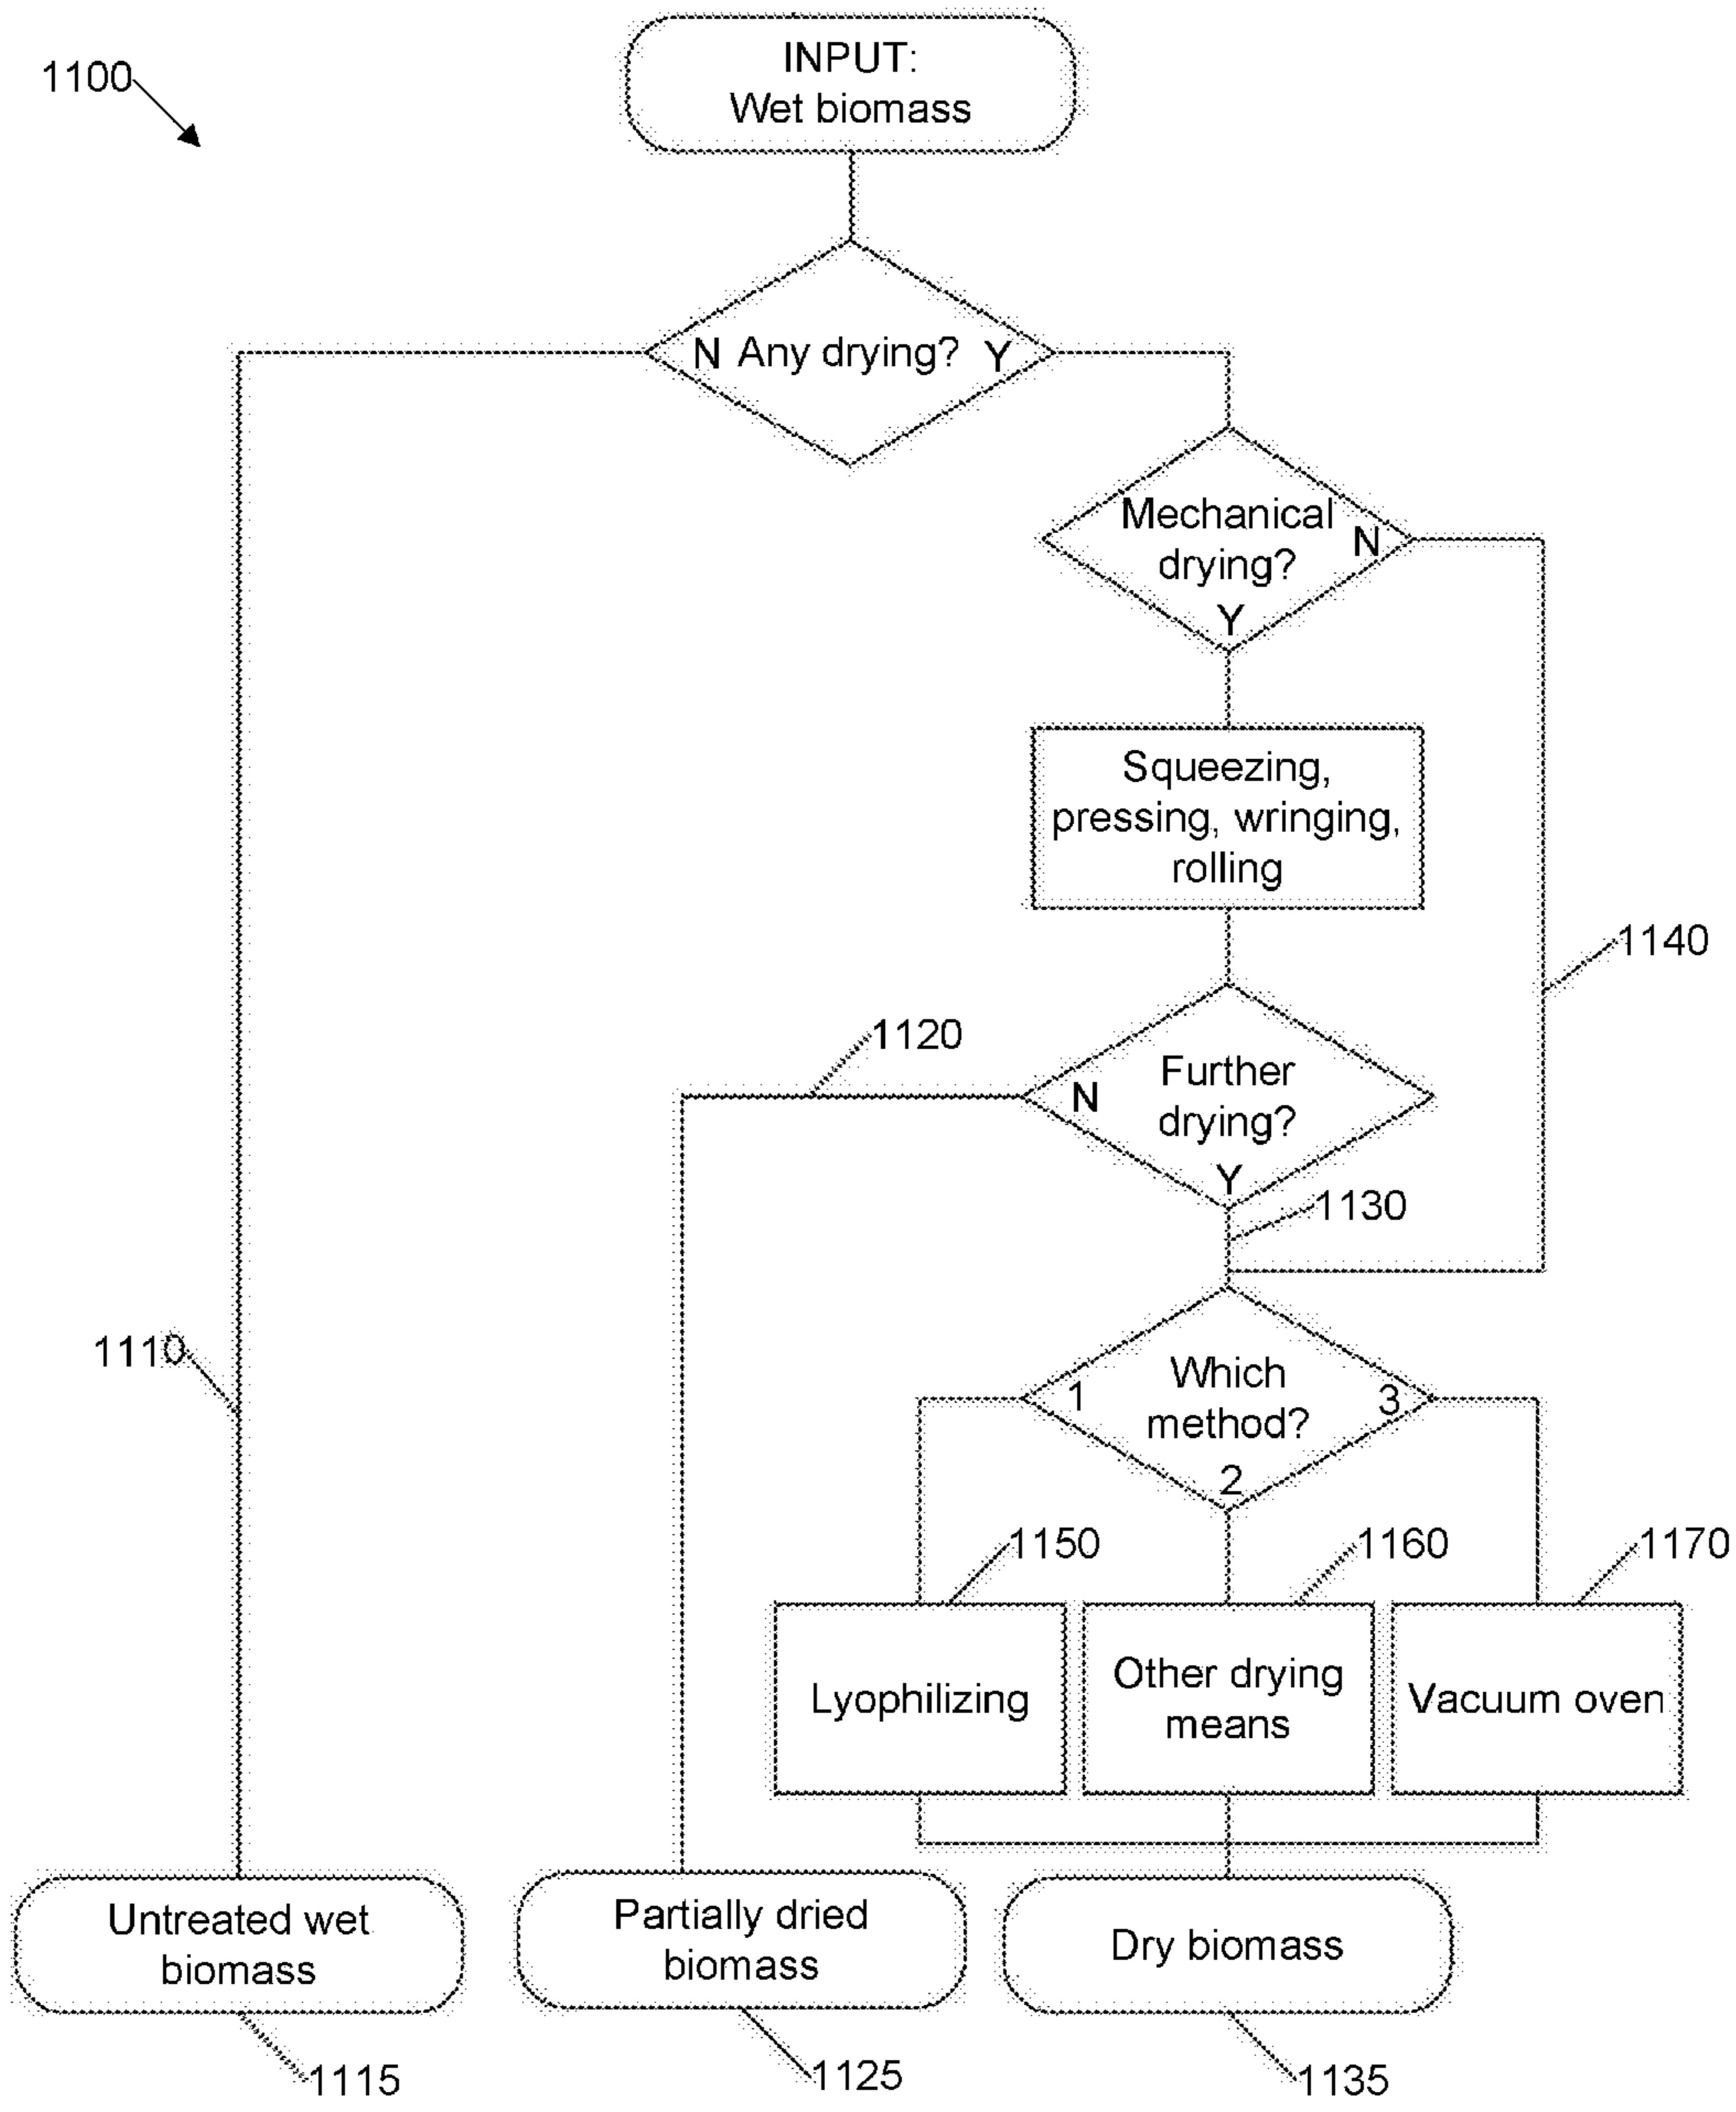 1100
INPUT:
Wet biomass
N Any drying? Y
Mechanical
drying?
N
Y
Squeezing,
pressing, wringing,
rolling
1140
1120
Further
drying?
N
Y
1130
1110
Which
method?
1
3
2
1150
1160
1170
Lyophilizing
Other drying
means
Vacuum oven
Untreated wet
biomass
Partially dried
biomass
Dry biomass
1115
1125
1135